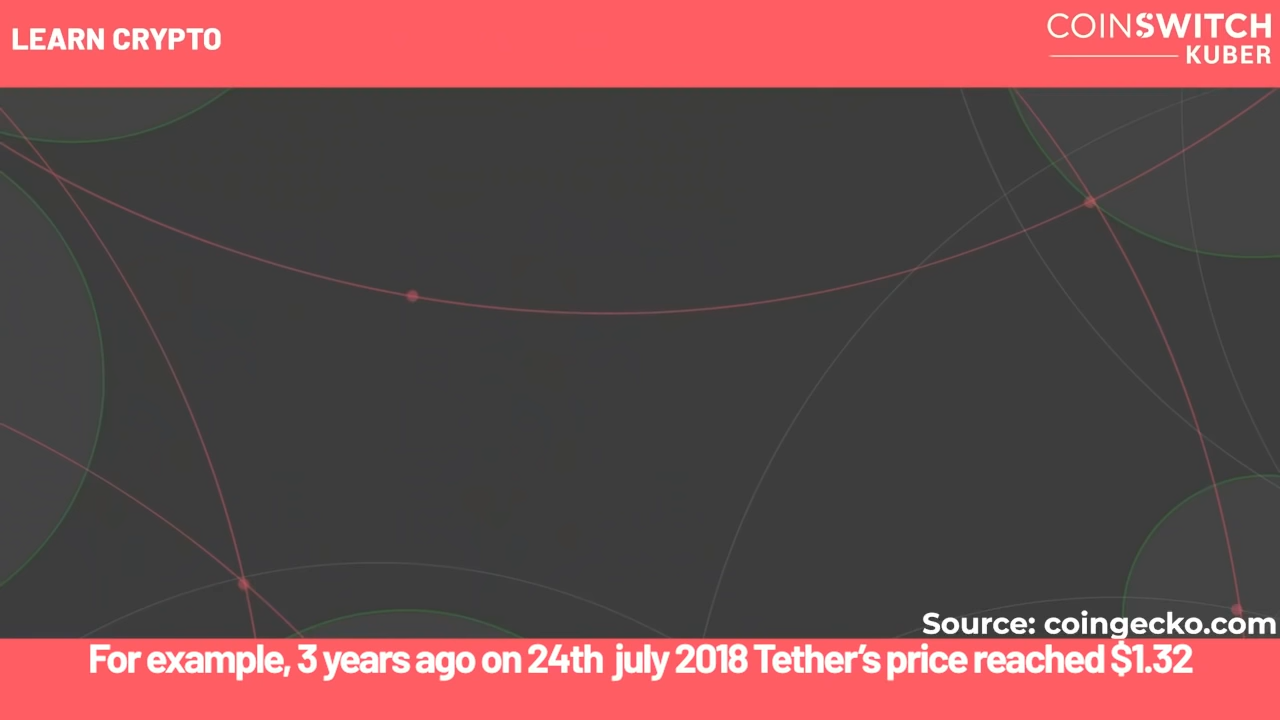 LEARN CRYPTO
COINSWITCH
KUBER
Source: coingecko.com
For example, 3 years ago on 24th july 2018 Tether's price reached $1.32